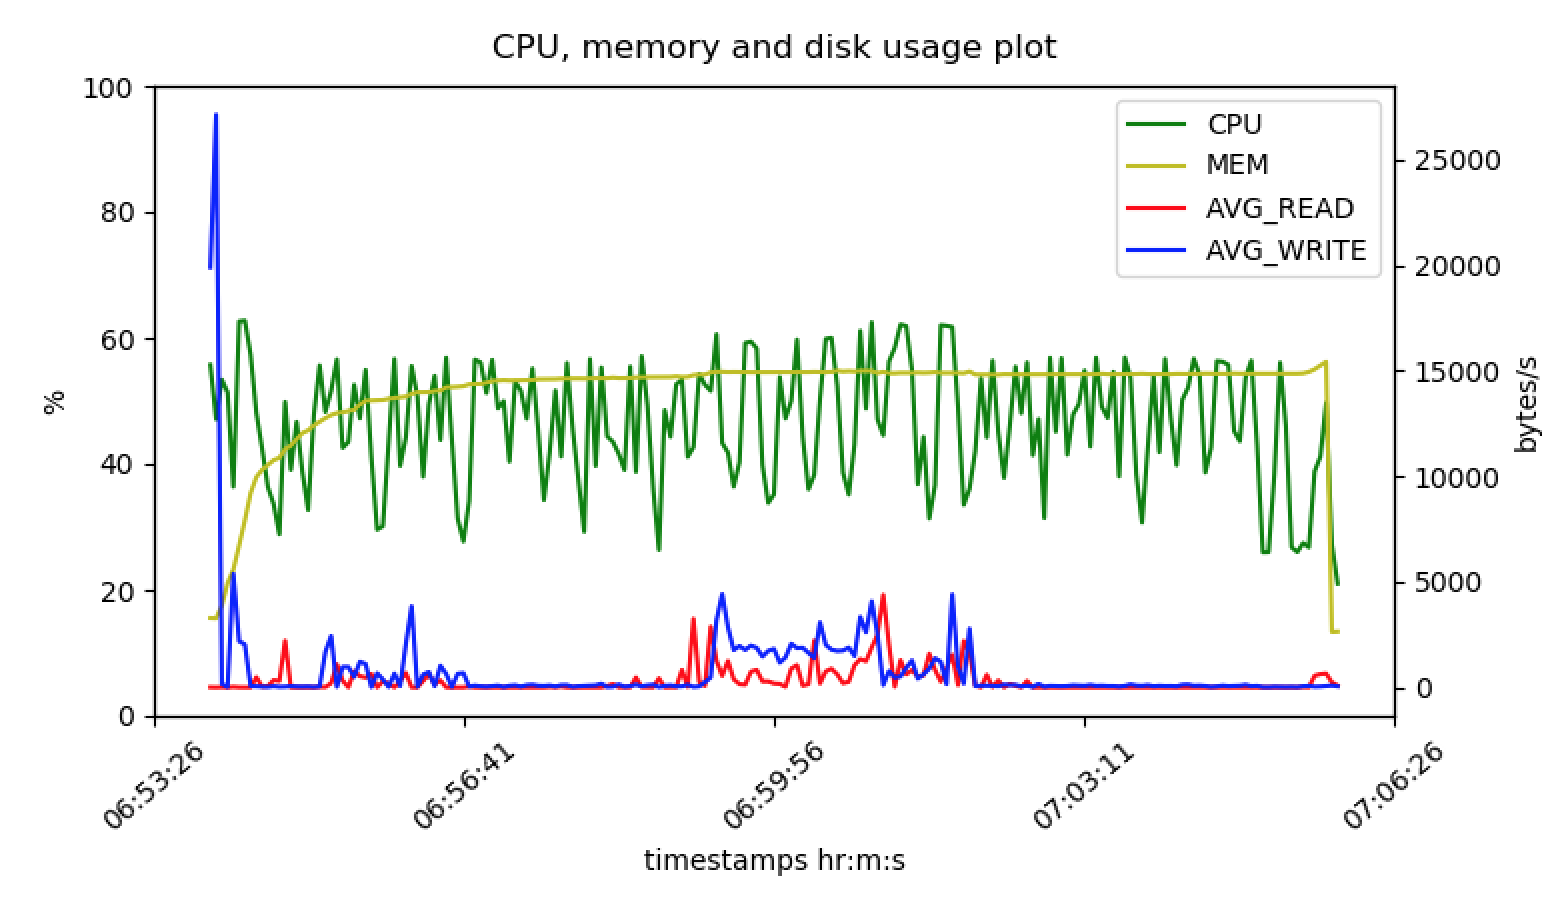 CPU, memory and disk usage plot
100
80
60
40
20
0
%
CPU
MEM
AVG_READ
AVG_WRITE
25000
20000
15000
10000
5000
0
bytes/s
06:53:26
06:56:41
06:59:56
07:03:11
07:06:26
timestamps hr:m:s